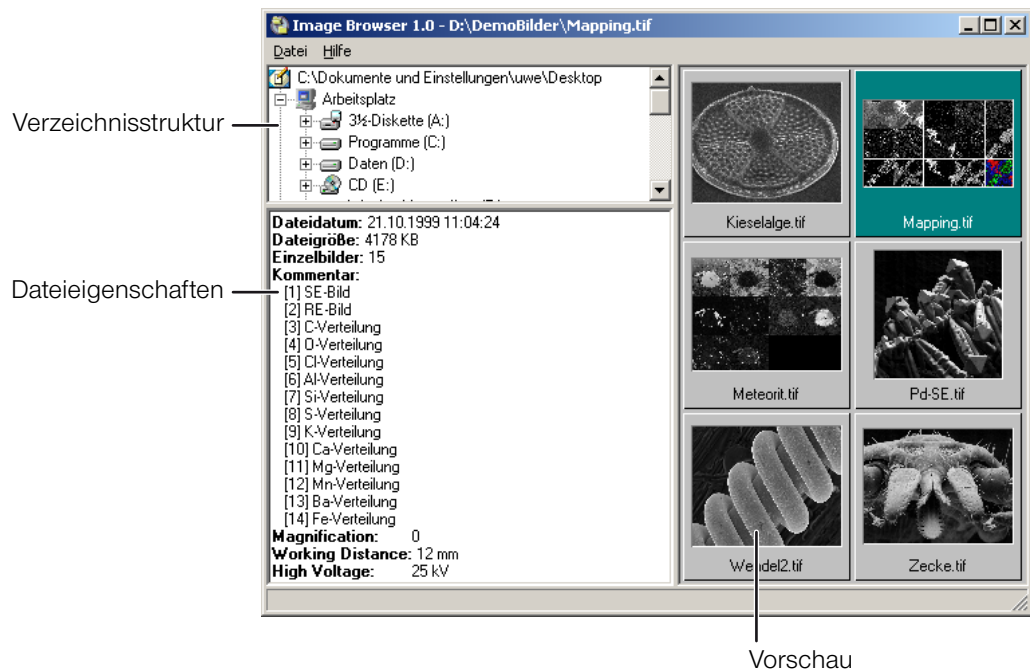 Image Browser 1.0 - D:\DemoBilder\Mapping.tif
Datei Hilfe
C:\Dokumente und Einstellungen\uwe\Desktop
Arbeitsplatz
3½-Diskette (A:)
Programme (C:)
Daten (D:)
CD (E:)
Verzeichnisstruktur
Dateidatum: 21.10.1999 11:04:24
Dateigröße: 4178 KB
Einzelbilder: 15
Kommentar:
[1] SE-Bild
[2] RE-Bild
[3] C-Verteilung
[4] O-Verteilung
[5] Cl-Verteilung
[6] Al-Verteilung
[7] Si-Verteilung
[8] S-Verteilung
[9] K-Verteilung
[10] Ca-Verteilung
[11] Mg-Verteilung
[12] Mn-Verteilung
[13] Ba-Verteilung
[14] Fe-Verteilung
Magnification: 0
Working Distance: 12 mm
High Voltage: 25 kV
Dateieigenschaften
Kieselalge.tif
Mapping.tif
Meteorit.tif
Pd-SE.tif
Wendel2.tif
Zecke.tif
Vorschau